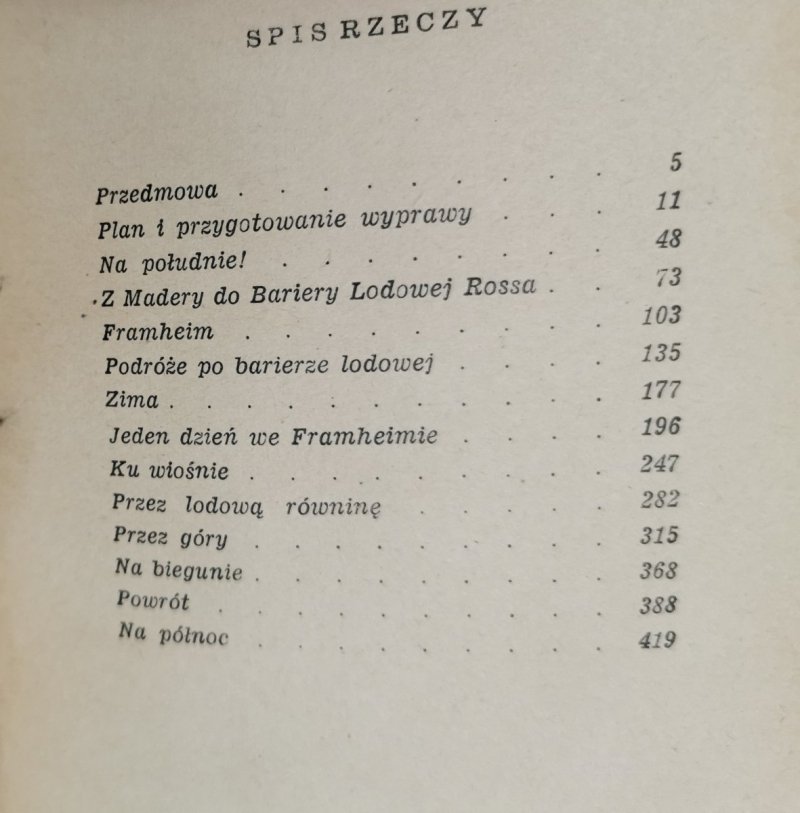 SPIS RZECZY
Przedmowa . . . . . . . . . 5
Plan i przygotowanie wyprawy . . . 11
Na południe! . . . . . . . . 48
Z Madery do Bariery Lodowej Rossa . . 73
Framheim . . . . . . . . . 103
Podróże po barierze lodowej . . . . 135
Zima . . . . . . . . . . 177
Jeden dzień we Framheimie . . . . 196
Ku wiośnie . . . . . . . . . 247
Przez lodową równinę . . . . . 282
Przez góry . . . . . . . . . 315
Na biegunie . . . . . . . . . 368
Powrót . . . . . . . . . . 388
Na północ . . . . . . . . . 419